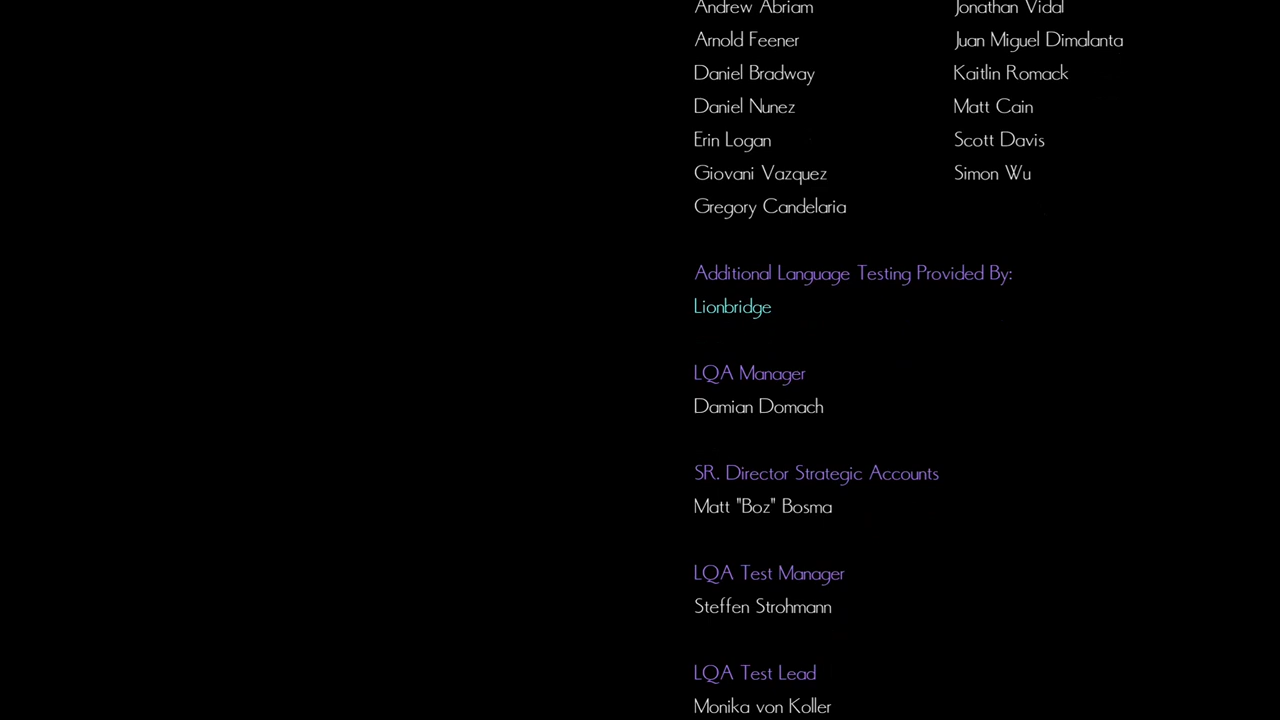 Andrew Abriam
Arnold Feener
Daniel Bradway
Daniel Nunez
Erin Logan
Giovani Vazquez
Gregory Candelaria
Jonathan Vidal
Juan Miguel Dimalanta
Kaitlin Romack
Matt Cain
Scott Davis
Simon Wu
Additional Language Testing Provided By:
Lionbridge
LQA Manager
Damian Domach
SR. Director Strategic Accounts
Matt "Boz" Bosma
LQA Test Manager
Steffen Strohmann
LQA Test Lead
Monika von Koller